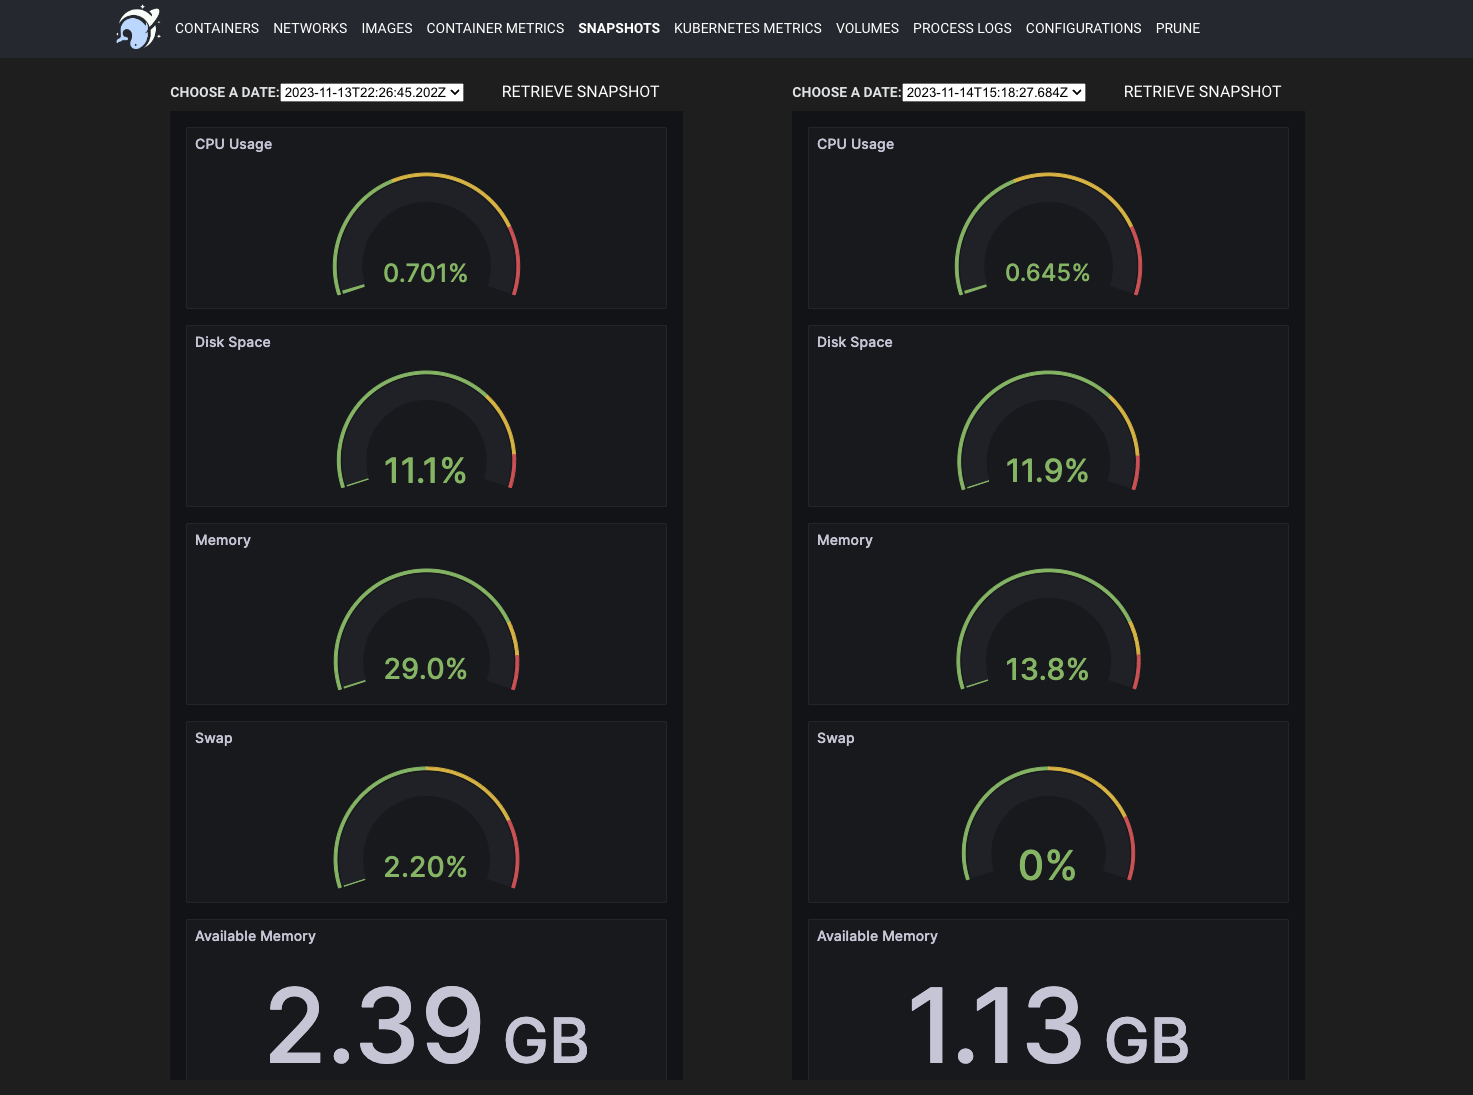 CONTAINERS NETWORKS IMAGES CONTAINER METRICS SNAPSHOTS KUBERNETES METRICS VOLUMES PROCESS LOGS CONFIGURATIONS PRUNE
CHOOSE A DATE: 2023-11-13T22:26:45.202Z RETRIEVE SNAPSHOT
CPU Usage
0.701%
Disk Space
11.1%
Memory
29.0%
Swap
2.20%
Available Memory
2.39 GB
CHOOSE A DATE: 2023-11-14T15:18:27.684Z RETRIEVE SNAPSHOT
CPU Usage
0.645%
Disk Space
11.9%
Memory
13.8%
Swap
0%
Available Memory
1.13 GB